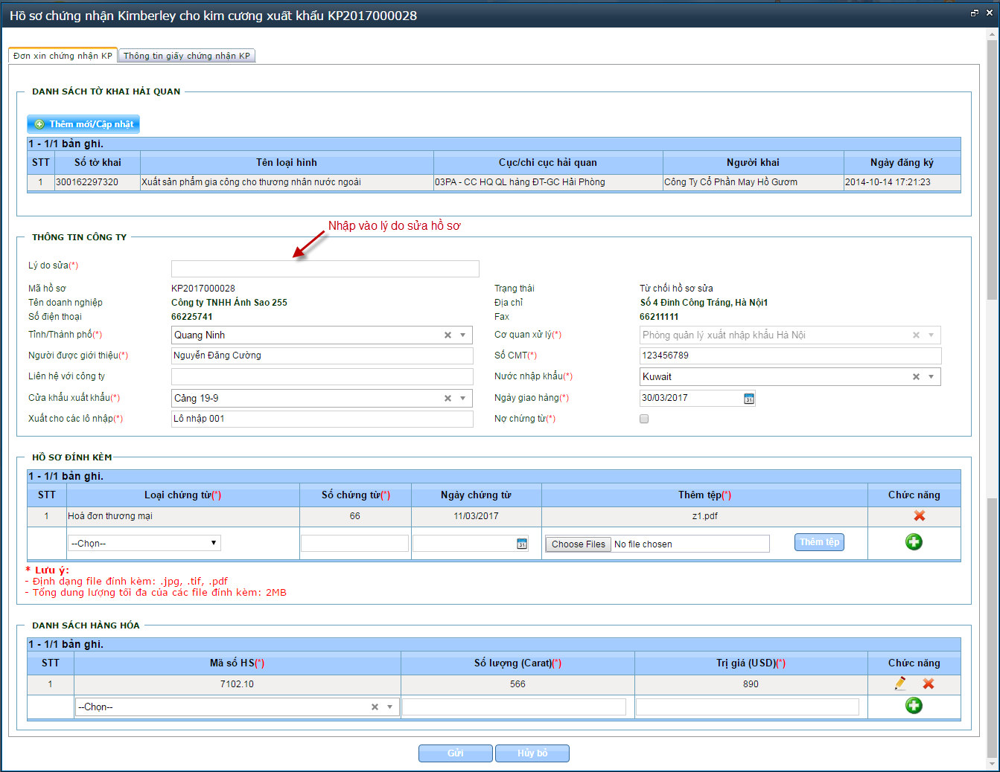 Hồ sơ chứng nhận Kimberley cho kim cương xuất khẩu KP2017000028
Đơn xin chứng nhận KP
Thông tin giấy chứng nhận KP
DANH SÁCH TỜ KHAI HẢI QUAN
Thêm mới/Cập nhật
1 - 1/1 bản ghi.
STT Số tờ khai Tên loại hình Cục/chi cục hải quan Người khai Ngày đăng ký
1 300162297320 Xuất sản phẩm gia công cho thương nhân nước ngoài 03PA - CC HQ QL hàng ĐT-GC Hải Phòng Công Ty Cổ Phần May Hồ Gươm 2014-10-14 17:21:23
Nhập vào lý do sửa hồ sơ
THÔNG TIN CÔNG TY
Lý do sửa(*)
Mã hồ sơ KP2017000028 Trạng thái Từ chối hồ sơ sửa
Tên doanh nghiệp Công ty TNHH Ánh Sao 255 Địa chỉ Số 4 Đinh Công Tráng, Hà Nội1
Số điện thoại 66225741 Fax 66211111
Tỉnh/Thành phố(*) Quang Ninh Cơ quan xử lý(*) Phòng quản lý xuất nhập khẩu Hà Nội
Người được giới thiệu(*) Nguyễn Đăng Cường Số CMT(*) 123456789
Liên hệ với công ty Nước nhập khẩu(*) Kuwait
Cửa khẩu xuất khẩu(*) Cảng 19-9 Ngày giao hàng(*) 30/03/2017 31
Xuất cho các lô nhập(*) Lô nhập 001 Nợ chứng từ(*)
HỒ SƠ ĐÍNH KÈM
1 - 1/1 bản ghi.
STT Loại chứng từ(*) Số chứng từ(*) Ngày chứng từ Thêm tệp(*) Chức năng
1 Hoá đơn thương mại 66 11/03/2017 z1.pdf
--Chọn-- 31 Choose Files No file chosen Thêm tệp
* Lưu ý:
- Định dạng file đính kèm: .jpg, .tif, .pdf
- Tổng dung lượng tối đa của các file đính kèm: 2MB
DANH SÁCH HÀNG HÓA
1 - 1/1 bản ghi.
STT Mã số HS(*) Số lượng (Carat)(*) Trị giá (USD)(*) Chức năng
1 7102.10 566 890
--Chọn--
Gửi Hủy bỏ